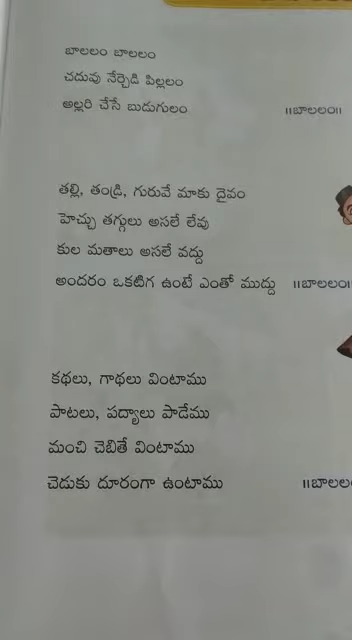 బాలలం బాలలం
చదువు నేర్చెడి పిల్లలం
అల్లరి చేసే బుడుగులం ॥బాలలం॥
తల్లి, తండ్రి, గురువే మాకు దైవం
హెచ్చు తగ్గులు అసలే లేవు
కుల మతాలు అసలే వద్దు
అందరం ఒకటిగ ఉంటే ఎంతో ముద్దు ॥బాలలం॥
కథలు, గాథలు వింటాము
పాటలు, పద్యాలు పాడేము
మంచి చెబితే వింటాము
చెడుకు దూరంగా ఉంటాము ॥బాలల